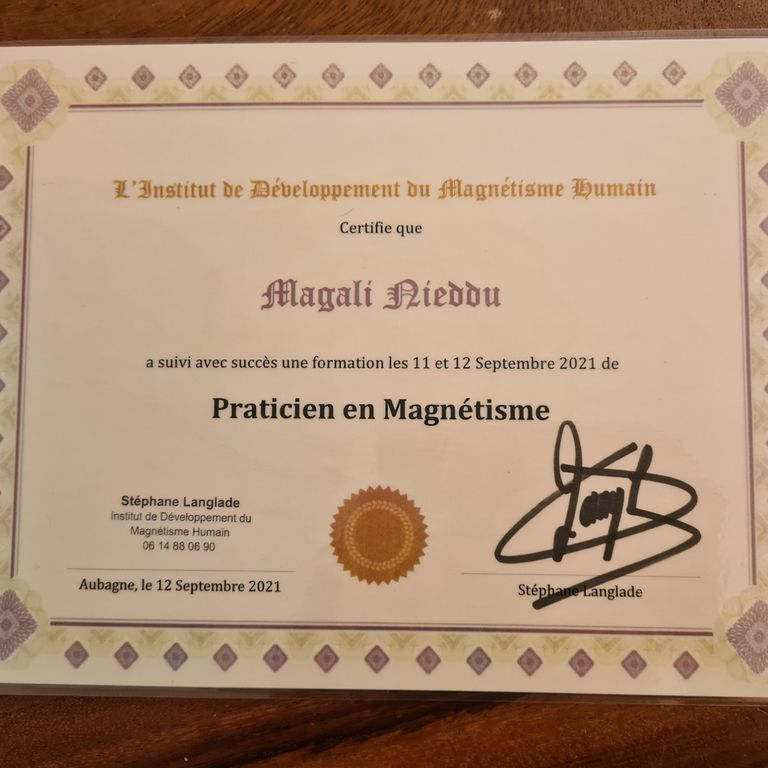 L'Institut de Développement du Magnétisme Humain
Certifie que
Magali Nieddu
a suivi avec succès une formation les 11 et 12 Septembre 2021 de
Praticien en Magnétisme
Stéphane Langlade
Institut de Développement du
Magnétisme Humain
06 14 88 06 90
Aubagne, le 12 Septembre 2021
Stéphane Langlade